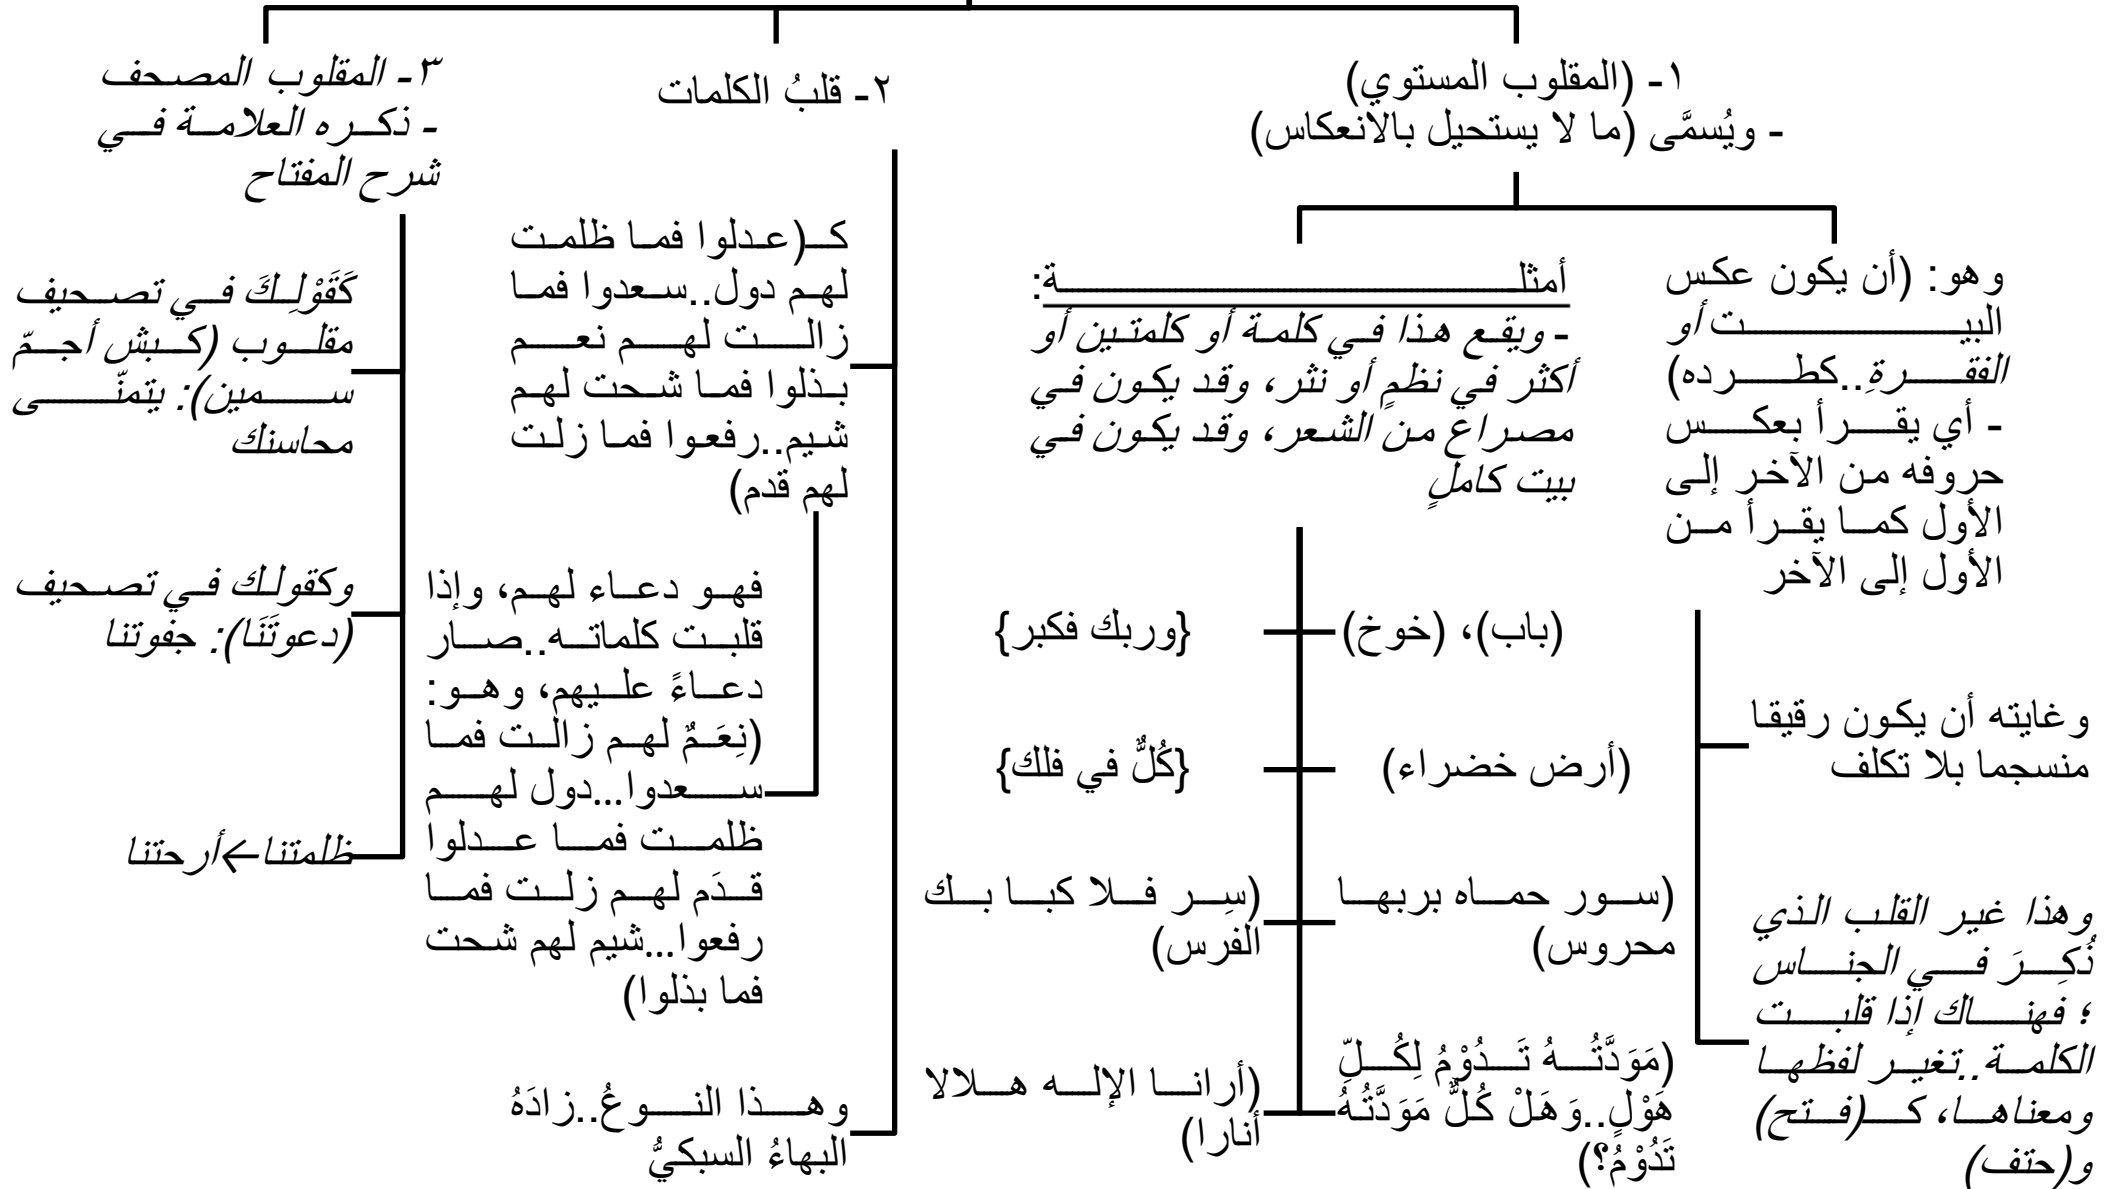 ١- (المقلوب المستوي)
- ويُسمَّى (ما لا يستحيل بالانعكاس)
وهو: (أن يكون عكس
البيت أو
الفقرةِ..كطرده)
- أي يقرأ بعكس
حروفه من الآخر إلى
الأول كما يقرأ من
الأول إلى الآخر
وغايته أن يكون رقيقا
منسجما بلا تكلف
وهذا غير القلب الذي
ذُكِرَ في الجناس
؛ فهناك إذا قلبت
الكلمة..تغير لفظها
ومعناها، كـ(فتح)
و(حتف)
أمثلة:
- ويقع هذا في كلمة أو كلمتين أو
أكثر في نظمٍ أو نثر، وقد يكون في
مصراع من الشعر، وقد يكون في
بيت كاملٍ
(باب)، (خوخ)
{وربك فكبر}
(أرض خضراء)
{كُلٌّ في فلك}
(سور حماه بربها
محروس)
(سِر فلا كبا بك
الفرس)
(مَوَدَّتُهُ تَدُوْمُ لِكُلِّ
هَوْلٍ..وَهَلْ كُلٌّ مَوَدَّتُهُ
تَدُوْمُ؟)
(أرانا الإله هلالا
أنارا)
٢- قلبُ الكلمات
كـ(عدلوا فما ظلمت
لهم دول..سعدوا فما
زالت لهم نعم
بذلوا فما شحت لهم
شيم..رفعوا فما زلت
لهم قدم)
فهو دعاء لهم، وإذا
قلبت كلماته..صار
دعاءً عليهم، وهو:
(نِعَمٌ لهم زالت فما
سعدوا...دول لهم
ظلمت فما عدلوا
قدَم لهم زلت فما
رفعوا...شيم لهم شحت
فما بذلوا)
وهذا النوعُ..زادَهُ
البهاءُ السبكيُّ
٣- المقلوب المصحف
- ذكره العلامة في
شرح المفتاح
كَقَوْلِكَ في تصحيف
مقلوب (كبش أجمّ
سمين): يتمنّى
محاسنك
وكقولك في تصحيف
(دعوتَنَا): جفوتنا
ظلمتنا←أرحتنا